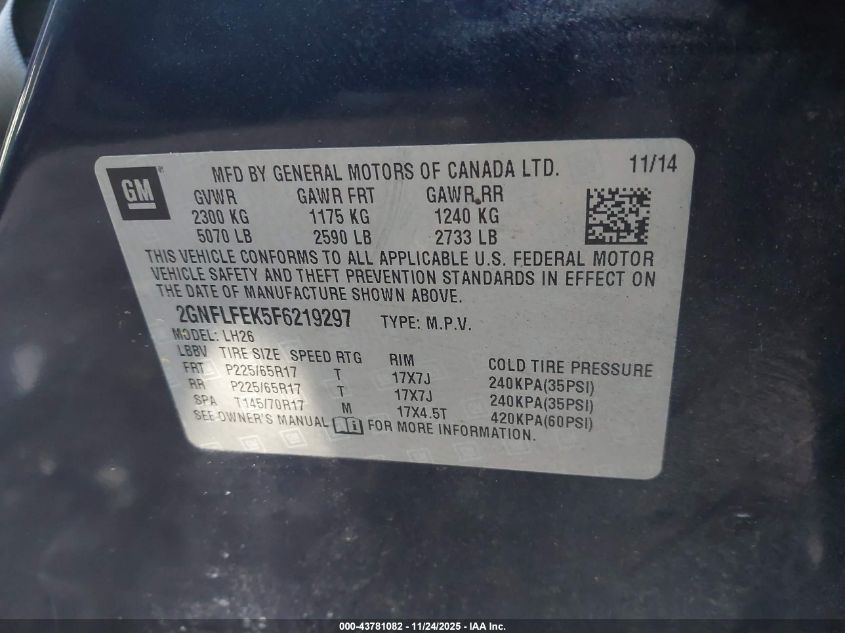 GM
MFD BY GENERAL MOTORS OF CANADA LTD. 11/14
GVWR GAWR FRT GAWR RR
2300 KG 1175 KG 1240 KG
5070 LB 2590 LB 2733 LB
THIS VEHICLE CONFORMS TO ALL APPLICABLE U.S. FEDERAL MOTOR
VEHICLE SAFETY AND THEFT PREVENTION STANDARDS IN EFFECT ON
THE DATE OF MANUFACTURE SHOWN ABOVE.
2GNFLFEK5F6219297 TYPE: M.P.V.
MODEL: LH26
LBBV TIRE SIZE SPEED RTG RIM COLD TIRE PRESSURE
FRT P225/65R17 T 17X7J 240KPA(35PSI)
RR P225/65R17 T 17X7J 240KPA(35PSI)
SPA T145/70R17 M 17X4.5T 420KPA(60PSI)
SEE OWNER'S MANUAL FOR MORE INFORMATION.
000-43781082 - 11/24/2025 - IAA Inc.